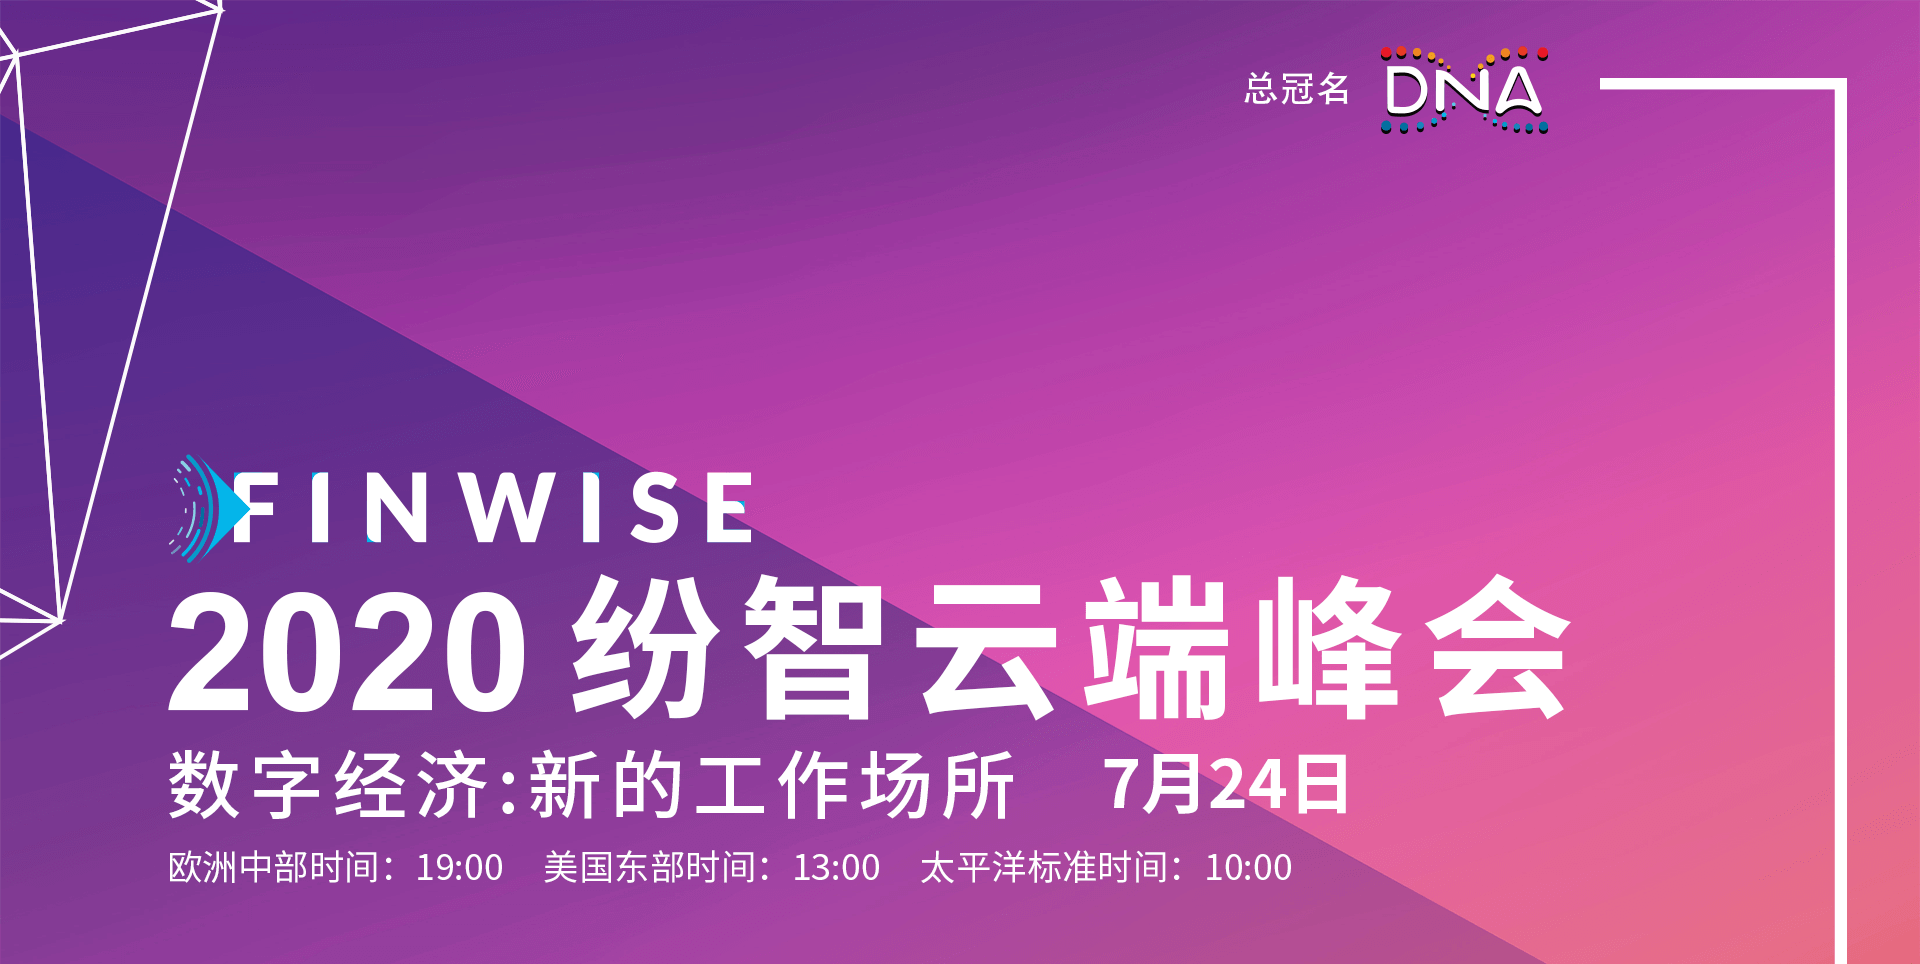 总冠名 DNA
FINWISE
2020 纷智云端峰会
数字经济:新的工作场所 7月24日
欧洲中部时间：19:00 美国东部时间：13:00 太平洋标准时间：10:00